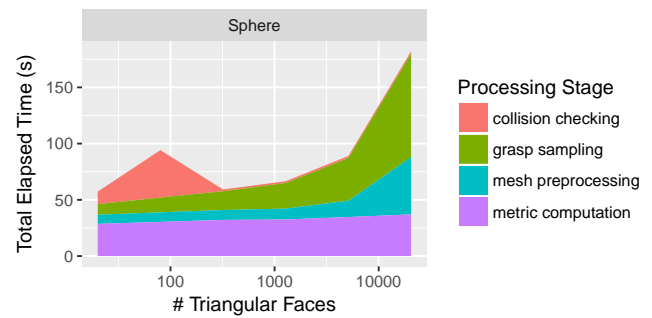 Sphere
Total Elapsed Time (s)
150
100
50
0
100
1000
10000
# Triangular Faces
Processing Stage
collision checking
grasp sampling
mesh preprocessing
metric computation